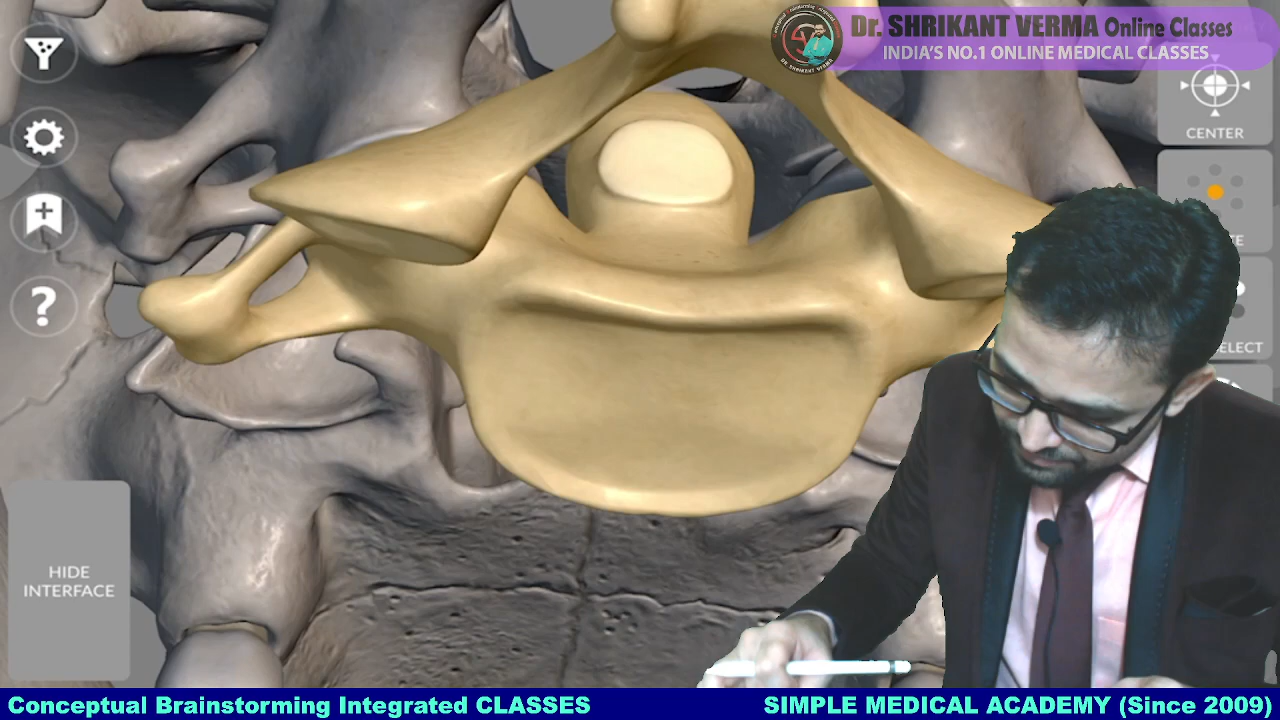 Dr. SHRIKANT VERMA Online Classes
INDIA'S NO.1 ONLINE MEDICAL CLASSES
CENTER
HIDE
INTERFACE
Conceptual Brainstorming Integrated CLASSES
SIMPLE MEDICAL ACADEMY (Since 2009)